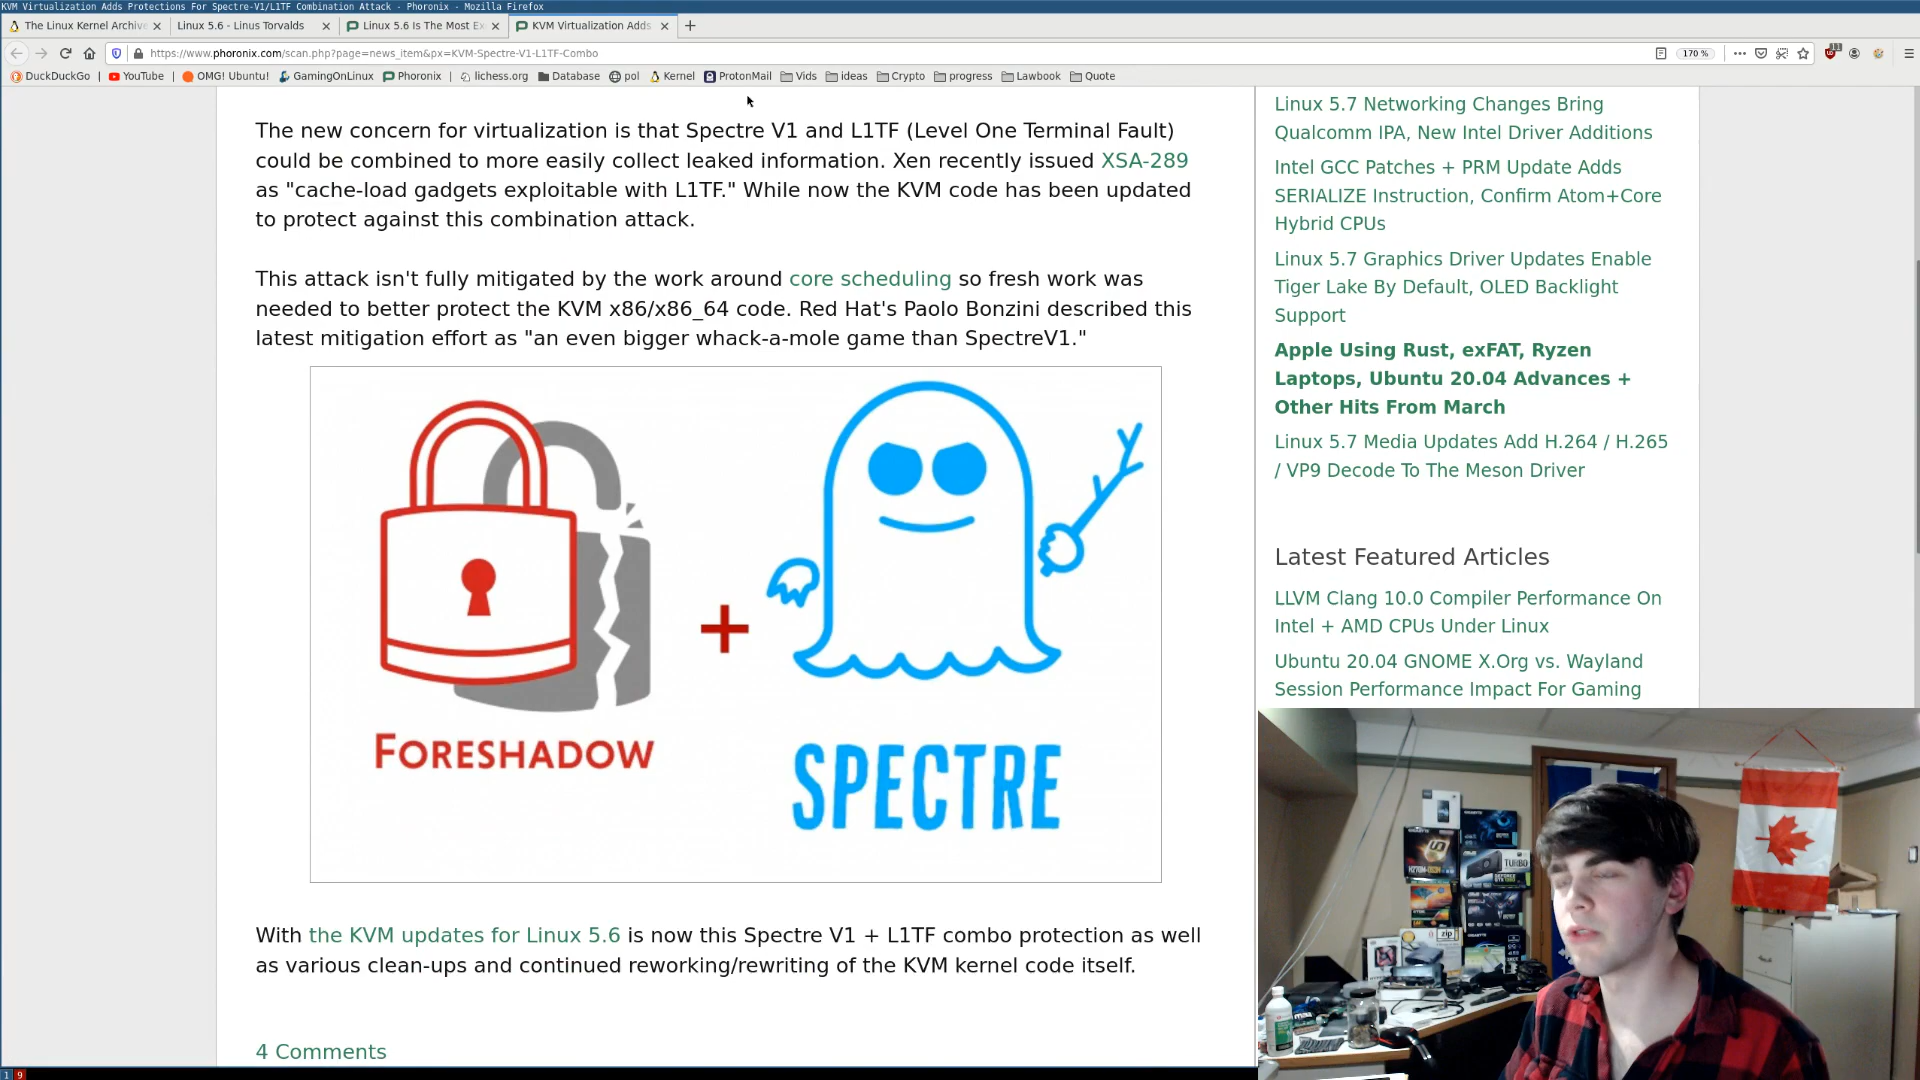 KVM Virtualization Adds Protections For Spectre-V1/L1TF Combination Attack - Phoronix - Mozilla Firefox
The Linux Kernel Archive
Linux 5.6 - Linus Torvalds
Linux 5.6 Is The Most Ex
KVM Virtualization Adds
https://www.phoronix.com/scan.php?page=news_item&px=KVM-Spectre-V1-L1TF-Combo
170 %
DuckDuckGo | YouTube | OMG! Ubuntu! GamingOnLinux Phoronix | lichess.org Database pol Kernel ProtonMail Vids ideas Crypto progress Lawbook Quote
The new concern for virtualization is that Spectre V1 and L1TF (Level One Terminal Fault)
could be combined to more easily collect leaked information. Xen recently issued XSA-289
as "cache-load gadgets exploitable with L1TF." While now the KVM code has been updated
to protect against this combination attack.
This attack isn't fully mitigated by the work around core scheduling so fresh work was
needed to better protect the KVM x86/x86_64 code. Red Hat's Paolo Bonzini described this
latest mitigation effort as "an even bigger whack-a-mole game than SpectreV1."
FORESHADOW
+
SPECTRE
With the KVM updates for Linux 5.6 is now this Spectre V1 + L1TF combo protection as well
as various clean-ups and continued reworking/rewriting of the KVM kernel code itself.
4 Comments
Linux 5.7 Networking Changes Bring
Qualcomm IPA, New Intel Driver Additions
Intel GCC Patches + PRM Update Adds
SERIALIZE Instruction, Confirm Atom+Core
Hybrid CPUs
Linux 5.7 Graphics Driver Updates Enable
Tiger Lake By Default, OLED Backlight
Support
Apple Using Rust, exFAT, Ryzen
Laptops, Ubuntu 20.04 Advances +
Other Hits From March
Linux 5.7 Media Updates Add H.264 / H.265
/ VP9 Decode To The Meson Driver
Latest Featured Articles
LLVM Clang 10.0 Compiler Performance On
Intel + AMD CPUs Under Linux
Ubuntu 20.04 GNOME X.Org vs. Wayland
Session Performance Impact For Gaming
TURBO
zip
1 9